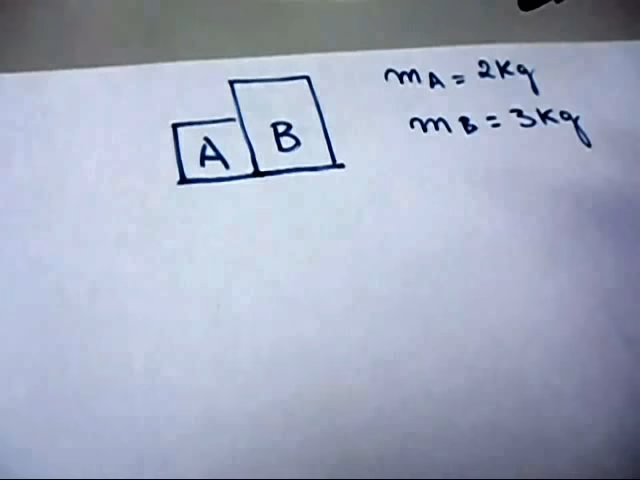 mA = 2Kg
mB = 3Kg
A B